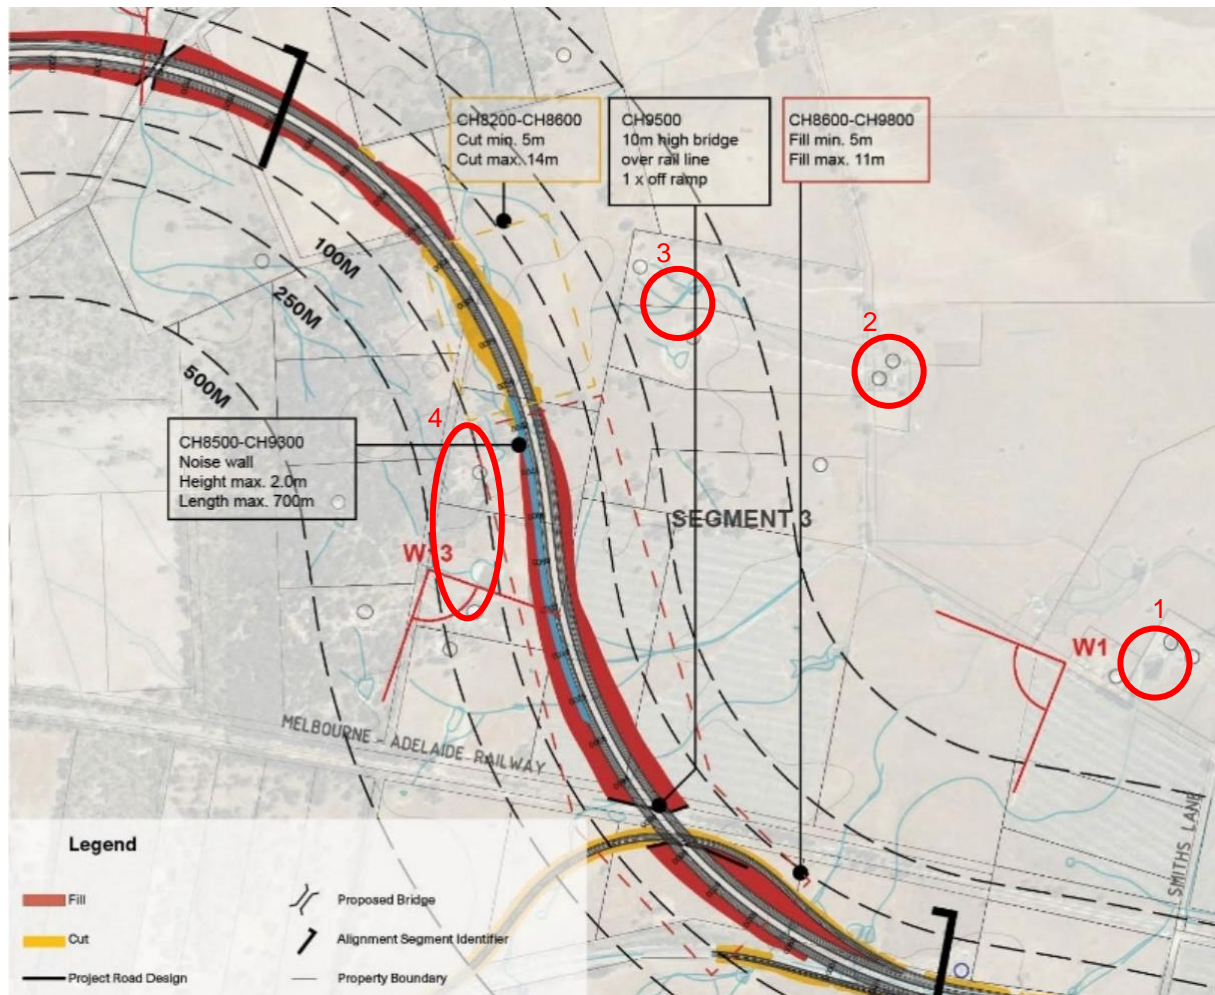 CH8200-CH8600
Cut min. 5m
Cut max. 14m
CH9500
10m high bridge
over rail line
1 x off ramp
CH8600-CH9800
Fill min. 5m
Fill max. 11m
3
2
100M
250M
500M
4
CH8500-CH9300
Noise wall
Height max. 2.0m
Length max. 700m
SEGMENT 3
W13
1
W1
MELBOURNE - ADELAIDE RAILWAY
SMITHS LANE
Legend
Fill
Proposed Bridge
Cut
Alignment Segment Identifier
Project Road Design
Property Boundary